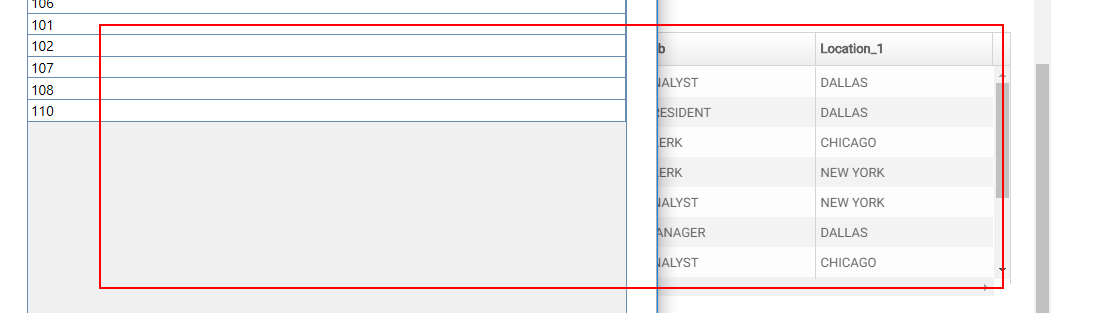 106
101
102
107
108
110
b Location_1
NALYST DALLAS
RESIDENT DALLAS
ERK CHICAGO
ERK NEW YORK
NALYST NEW YORK
ANAGER DALLAS
NALYST CHICAGO